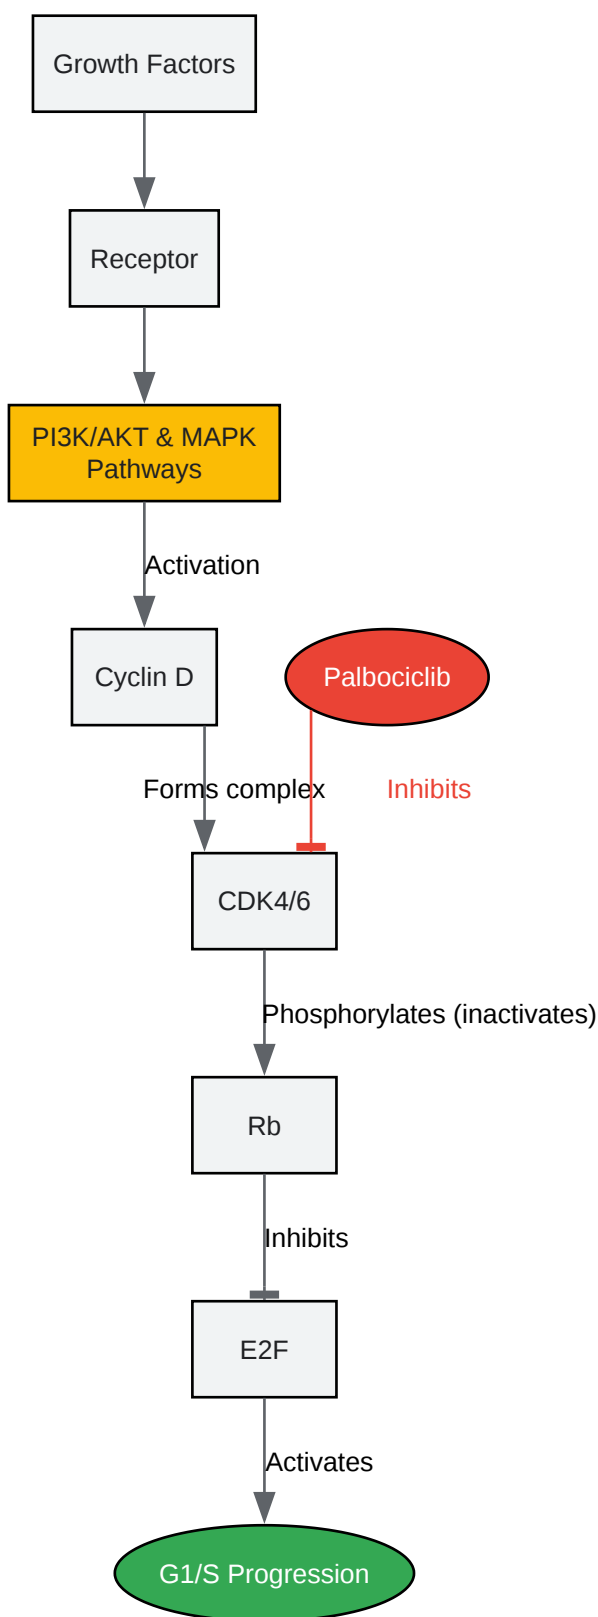 Growth Factors
Receptor
PI3K/AKT & MAPK
Pathways
Activation
Cyclin D
Palbociclib
Forms complex
Inhibits
CDK4/6
Phosphorylates (inactivates)
Rb
Inhibits
E2F
Activates
G1/S Progression